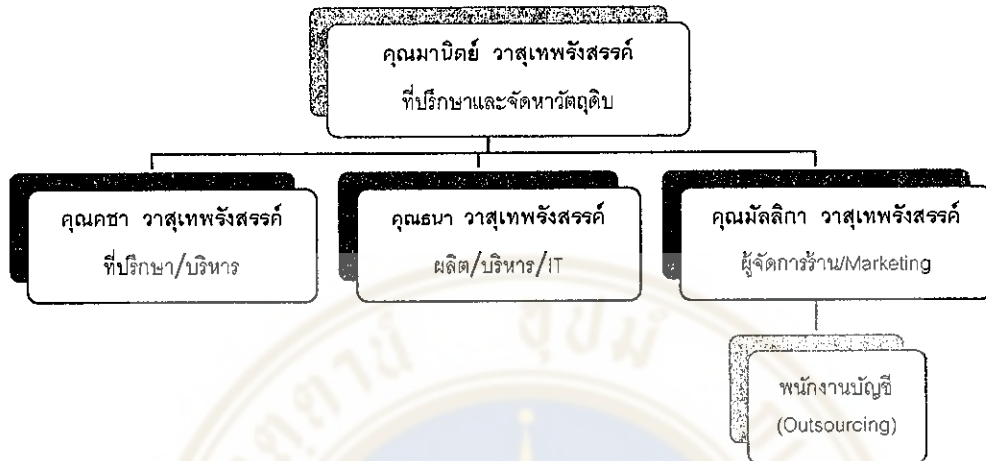 คุณมานิตย์ วาสุเทพรังสรรค์
ที่ปรึกษาและจัดหาวัตถุดิบ
คุณคชา วาสุเทพรังสรรค์
ที่ปรึกษา/บริหาร
คุณธนา วาสุเทพรังสรรค์
ผลิต/บริหาร/IT
คุณมัลลิกา วาสุเทพรังสรรค์
ผู้จัดการร้าน/Marketing
พนักงานบัญชี
(Outsourcing)